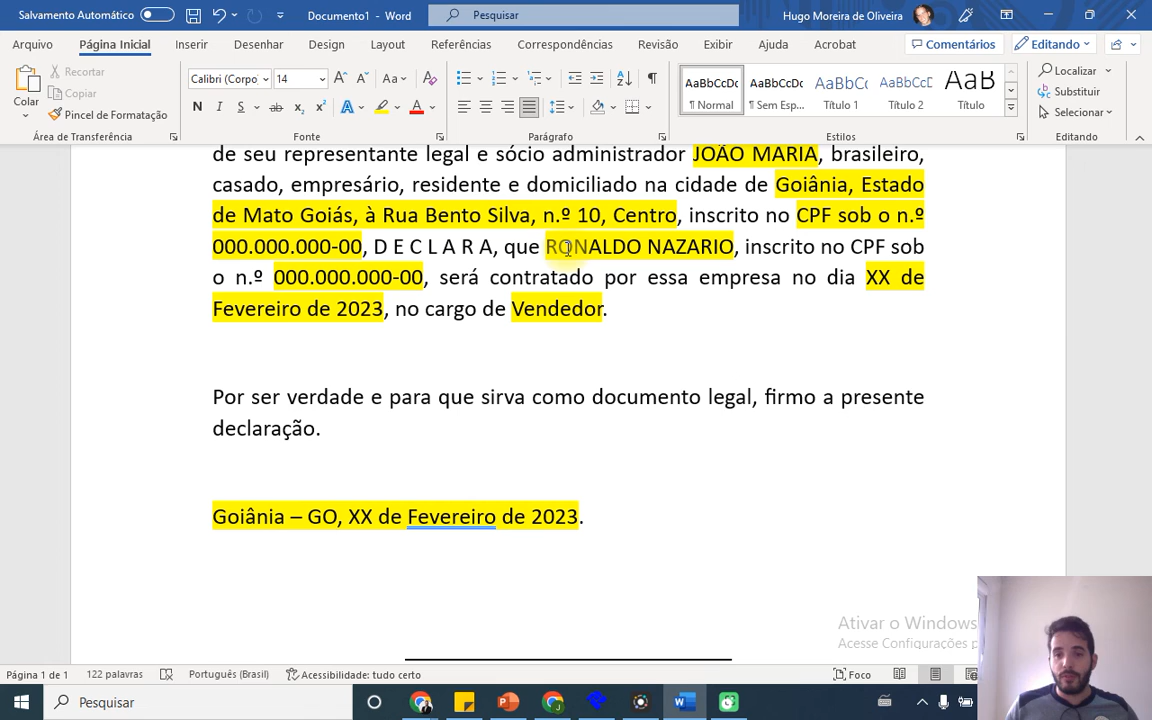 Salvamento Automático
Documento1 - Word
Pesquisar
Hugo Moreira de Oliveira
Arquivo
Página Inicial
Inserir
Desenhar
Design
Layout
Referências
Correspondências
Revisão
Exibir
Ajuda
Acrobat
Comentários
Editando
Colar
Recortar
Copiar
Pincel de Formatação
Área de Transferência
Calibri (Corpo
14
Aa
N I S ab x₂ x²
Fonte
Parágrafo
AaBbCcDc
¶ Normal
AaBbCcDc
¶ Sem Esp...
AaBbCc
Título 1
AaBbCcD
Título 2
AaB
Título
Estilos
Localizar
Substituir
Selecionar
Editando
de seu representante legal e sócio administrador JOÃO MARIA, brasileiro,
casado, empresário, residente e domiciliado na cidade de Goiânia, Estado
de Mato Goiás, à Rua Bento Silva, n.º 10, Centro, inscrito no CPF sob o n.º
000.000.000-00, D E C L A R A, que RONALDO NAZARIO, inscrito no CPF sob
o n.º 000.000.000-00, será contratado por essa empresa no dia XX de
Fevereiro de 2023, no cargo de Vendedor.
Por ser verdade e para que sirva como documento legal, firmo a presente
declaração.
Goiânia – GO, XX de Fevereiro de 2023.
Ativar o Windows
Acesse Configurações p
Página 1 de 1
122 palavras
Português (Brasil)
Acessibilidade: tudo certo
Foco
Pesquisar